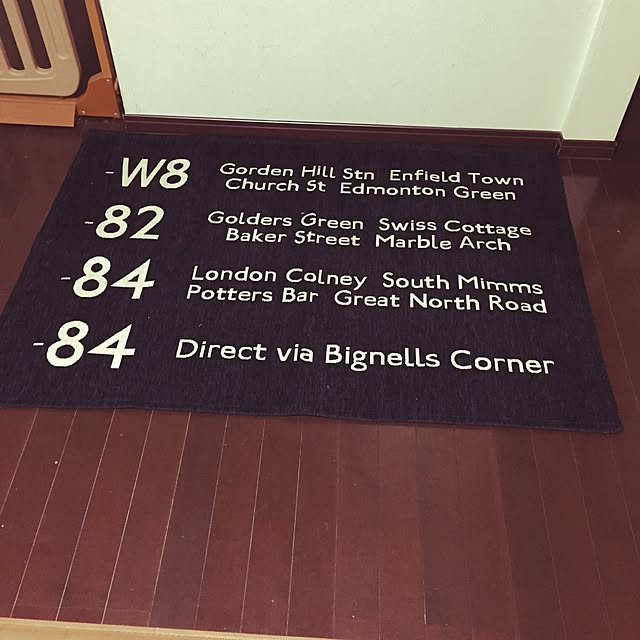 -W8 Gorden Hill Stn Enfield Town
Church St Edmonton Green
-82 Golders Green Swiss Cottage
Baker Street Marble Arch
-84 London Colney South Mimms
Potters Bar Great North Road
-84 Direct via Bignells Corner